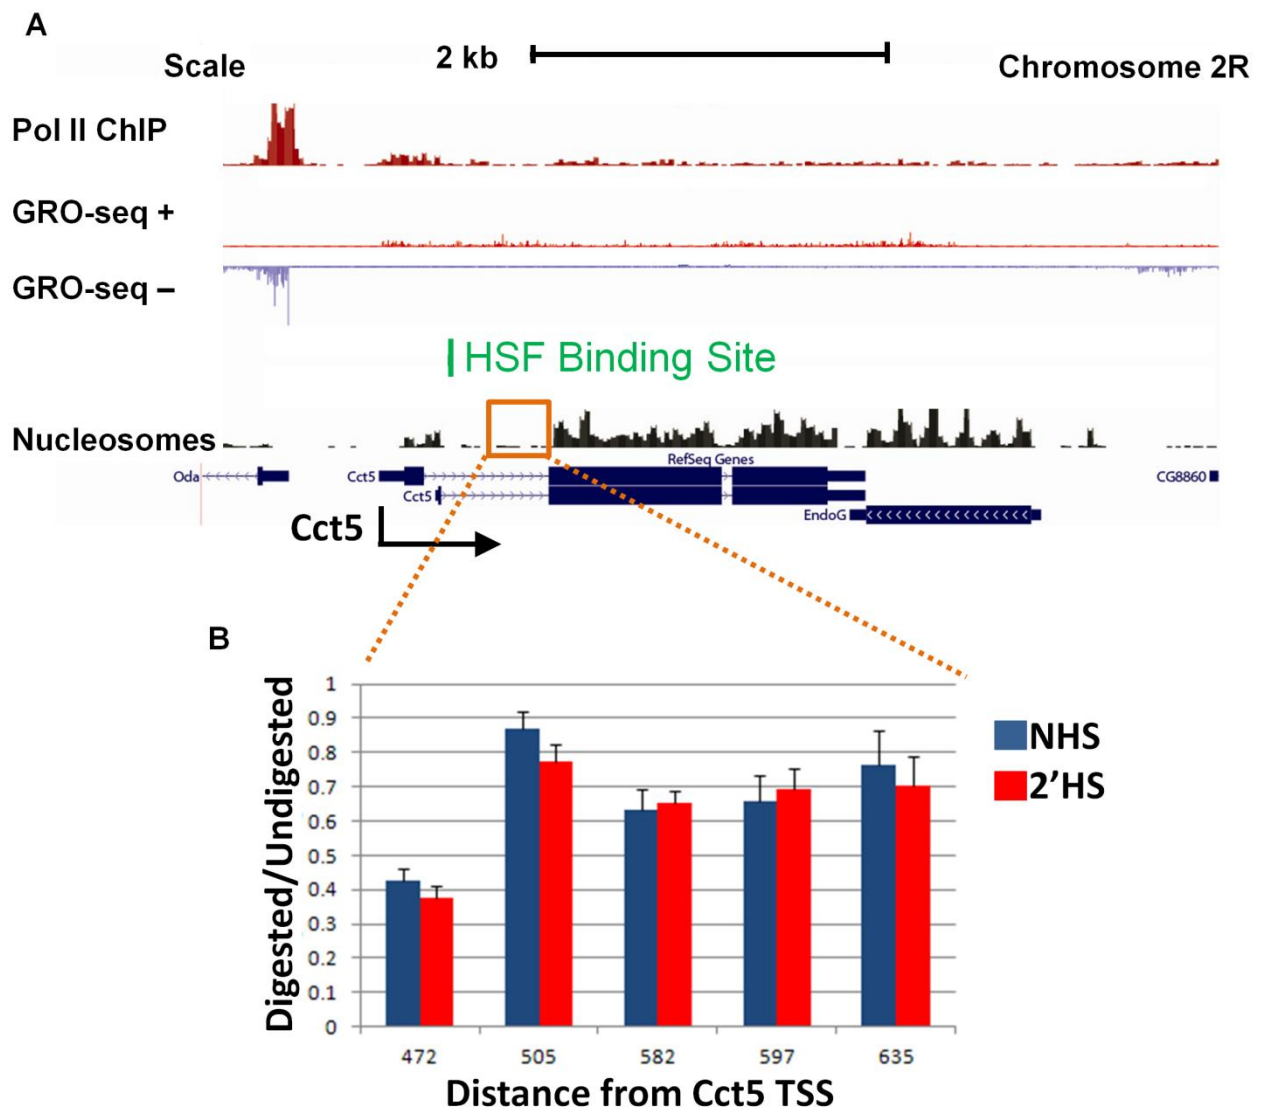 A
Scale
2 kb
Chromosome 2R
Pol II ChIP
GRO-seq +
GRO-seq –
HSF Binding Site
Nucleosomes
RefSeq Genes
Oda
Cct5
CG8860
Cct5
EndoG
Cct5
B
Digested/Undigested
1
0.9
0.8
0.7
0.6
0.5
0.4
0.3
0.2
0.1
0
NHS
2’HS
472 505 582 597 635
Distance from Cct5 TSS